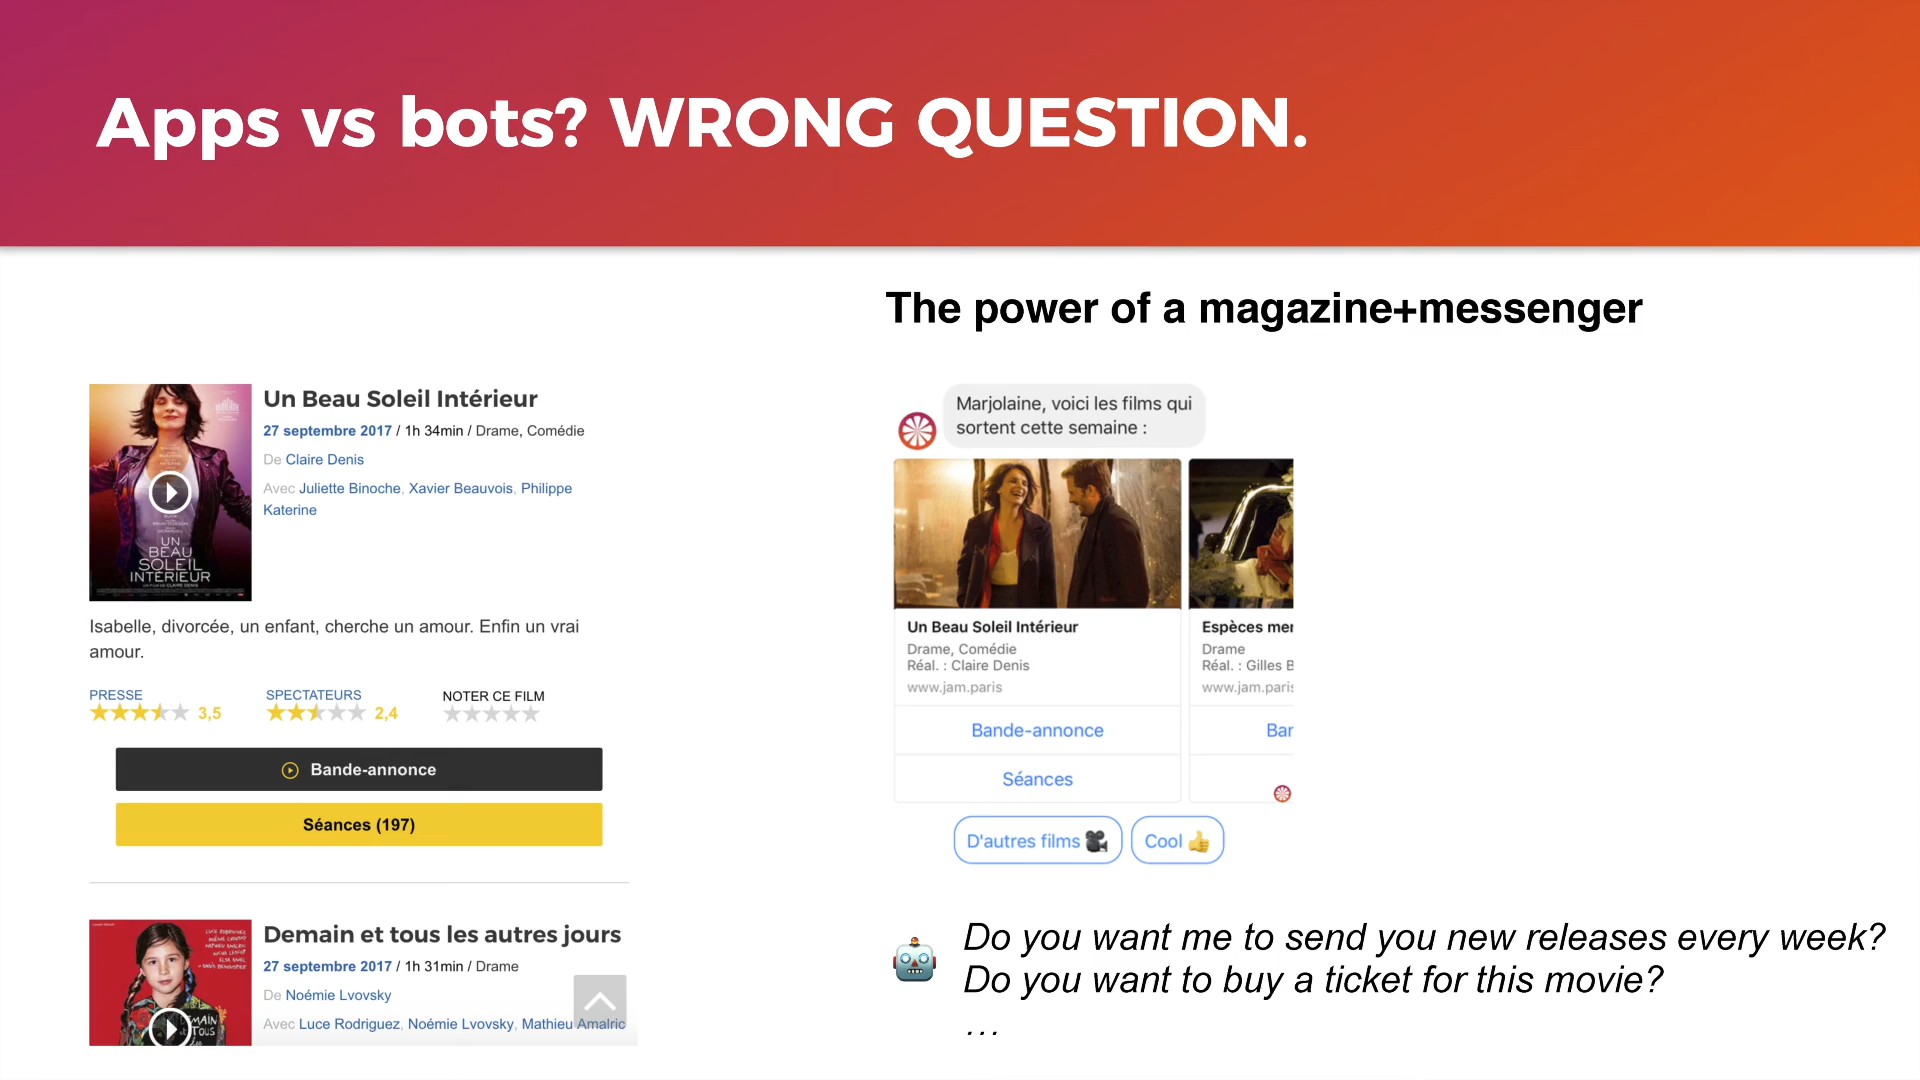 Apps vs bots? WRONG QUESTION.
The power of a magazine+messenger
Un Beau Soleil Intérieur
27 septembre 2017 / 1h 34min / Drame, Comédie
De Claire Denis
Avec Juliette Binoche, Xavier Beauvois, Philippe
Katerine
UN
BEAU
SOLEIL
INTERIEUR
Isabelle, divorcée, un enfant, cherche un amour. Enfin un vrai
amour.
PRESSE
3,5
SPECTATEURS
2,4
NOTER CE FILM
Bande-annonce
Séances (197)
Demain et tous les autres jours
27 septembre 2017 / 1h 31min / Drame
De Noémie Lvovsky
Avec Luce Rodriguez, Noémie Lvovsky, Mathieu Amalric
Marjolaine, voici les films qui
sortent cette semaine :
Un Beau Soleil Intérieur
Drame, Comédie
Réal. : Claire Denis
www.jam.paris
Bande-annonce
Séances
Espèces mer
Drame
Réal. : Gilles B
www.jam.paris
Bar
D'autres films
Cool
Do you want me to send you new releases every week?
Do you want to buy a ticket for this movie?
…